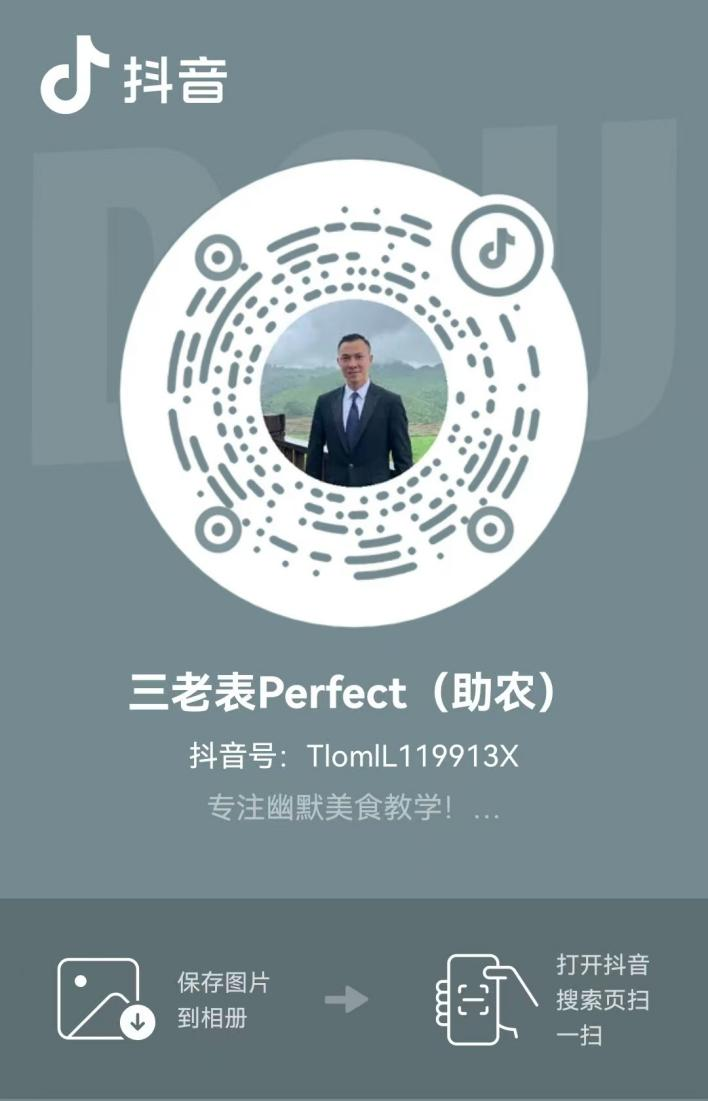 抖音
DOU
三老表Perfect（助农）
抖音号：TlomlL119913X
专注幽默美食教学！...
保存图片
到相册
打开抖音
搜索页扫
一扫